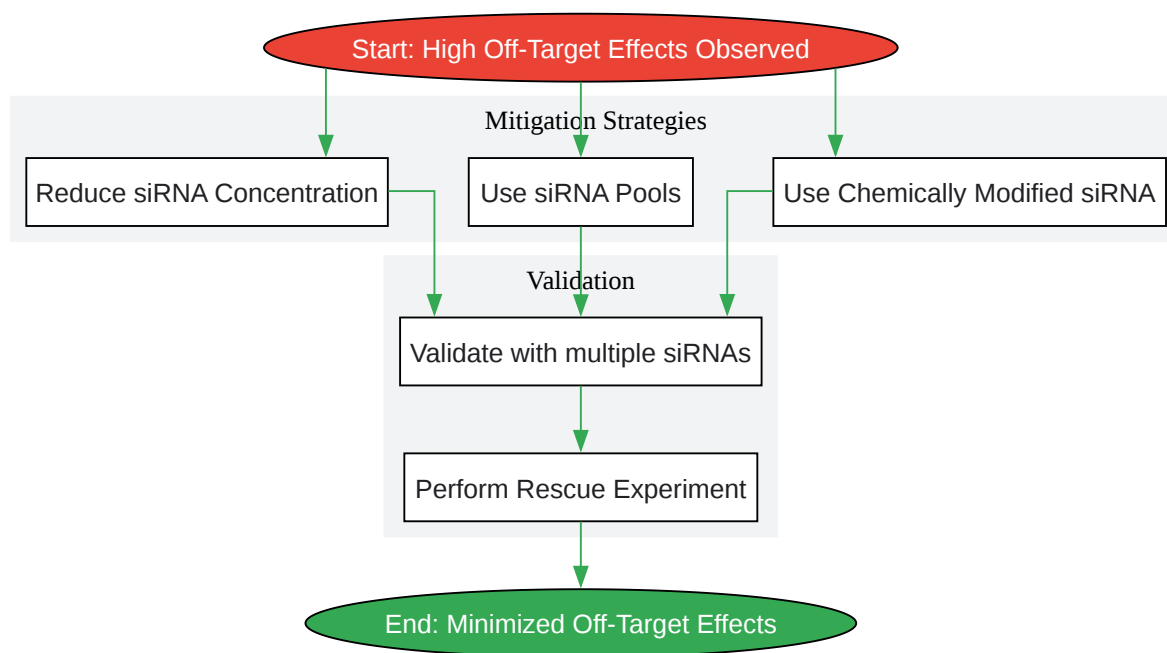 Start: High Off-Target Effects Observed
Mitigation Strategies
Reduce siRNA Concentration
Use siRNA Pools
Use Chemically Modified siRNA
Validation
Validate with multiple siRNAs
Perform Rescue Experiment
End: Minimized Off-Target Effects